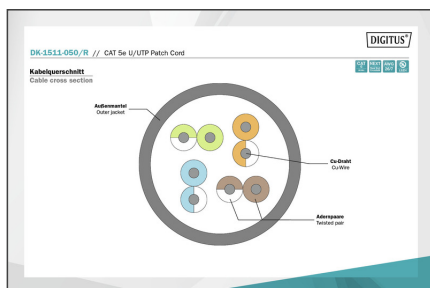 DIGITUS®
DK-1511-050/R // CAT 5e U/UTP Patch Cord
Kabelquerschnitt
Cable cross section
Außenmantel
Outer jacket
Cu-Draht
Cu-Wire
Adernpaare
Twisted pair